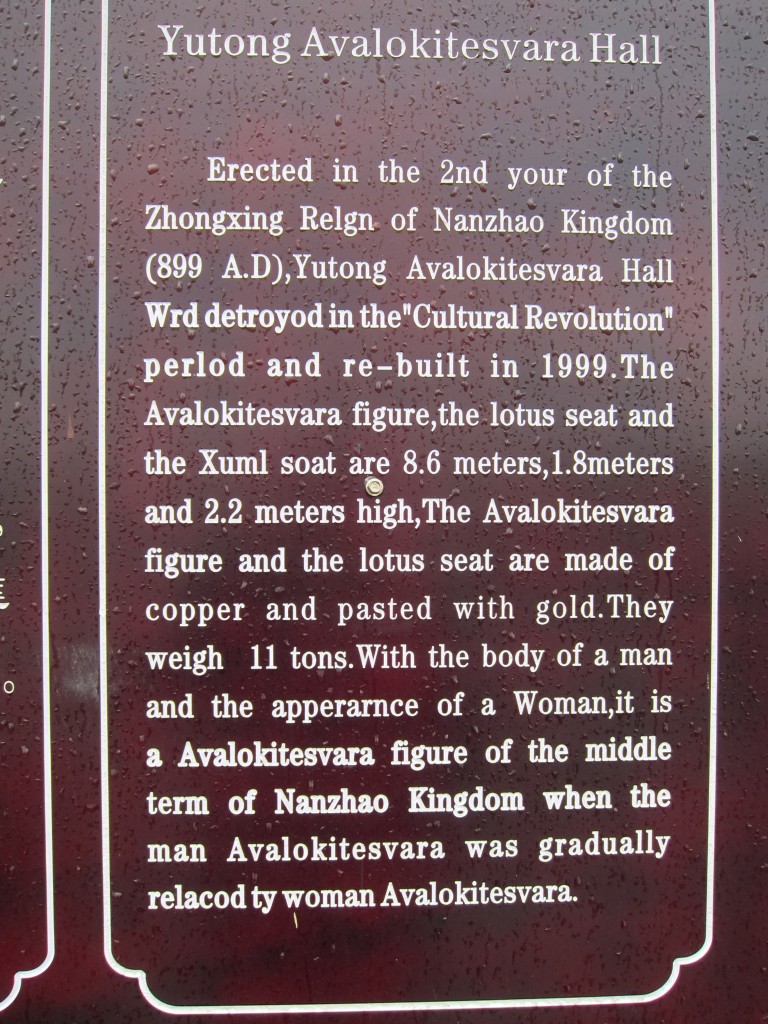 Yutong Avalokitesvara Hall
Erected in the 2nd your of the
Zhongxing Relgn of Nanzhao Kingdom
(899 A.D),Yutong Avalokitesvara Hall
Wrd detroyod in the"Cultural Revolution"
perlod and re-built in 1999.The
Avalokitesvara figure,the lotus seat and
the Xuml soat are 8.6 meters,1.8meters
and 2.2 meters high,The Avalokitesvara
figure and the lotus seat are made of
copper and pasted with gold.They
weigh 11 tons.With the body of a man
and the apperarnce of a Woman,it is
a Avalokitesvara figure of the middle
term of Nanzhao Kingdom when the
man Avalokitesvara was gradually
relacod ty woman Avalokitesvara.